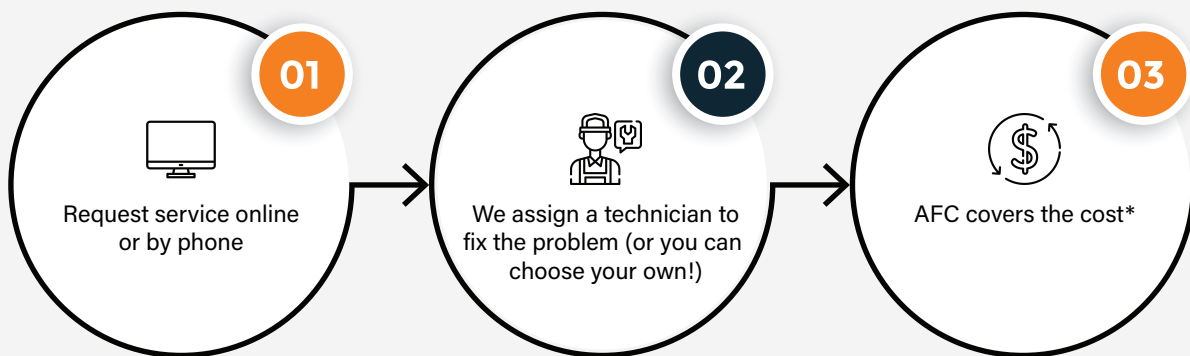 01
Request service online
or by phone
02
We assign a technician to
fix the problem (or you can
choose your own!)
03
AFC covers the cost*